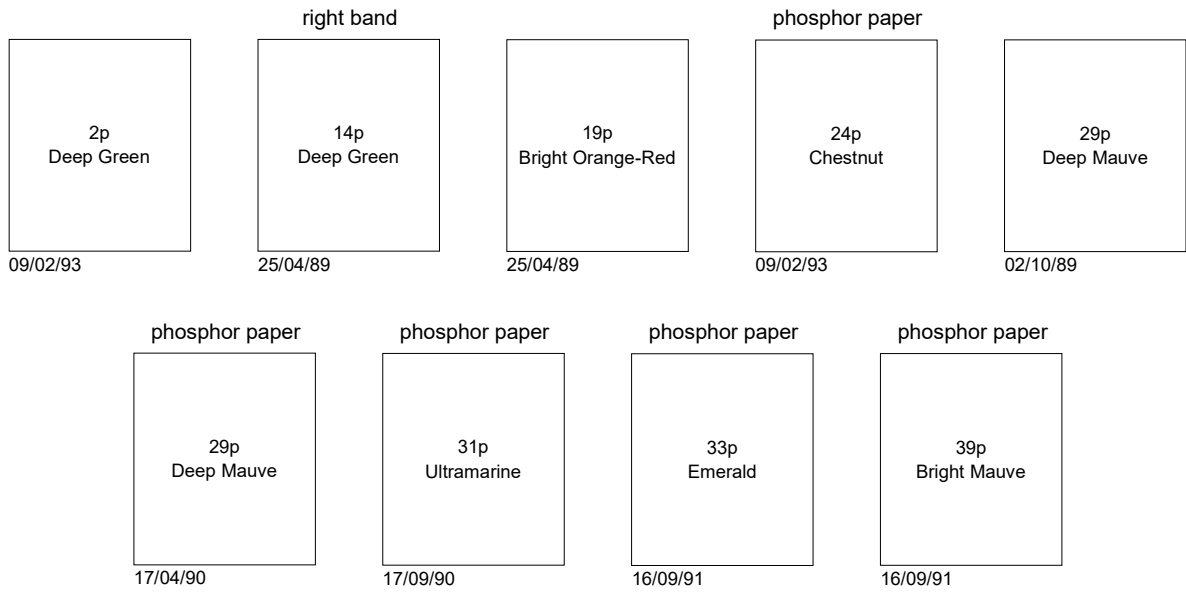 right band
phosphor paper
2p
Deep Green
14p
Deep Green
19p
Bright Orange-Red
24p
Chestnut
29p
Deep Mauve
09/02/93
25/04/89
25/04/89
09/02/93
02/10/89
phosphor paper
phosphor paper
phosphor paper
phosphor paper
29p
Deep Mauve
31p
Ultramarine
33p
Emerald
39p
Bright Mauve
17/04/90
17/09/90
16/09/91
16/09/91